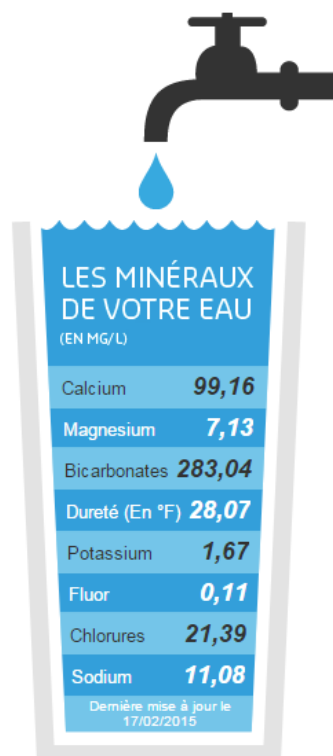 LES MINÉRAUX
DE VOTRE EAU
(EN MG/L)
Calcium 99,16
Magnesium 7,13
Bicarbonates 283,04
Dureté (En °F) 28,07
Potassium 1,67
Fluor 0,11
Chlorures 21,39
Sodium 11,08
Dernière mise à jour le
17/02/2015